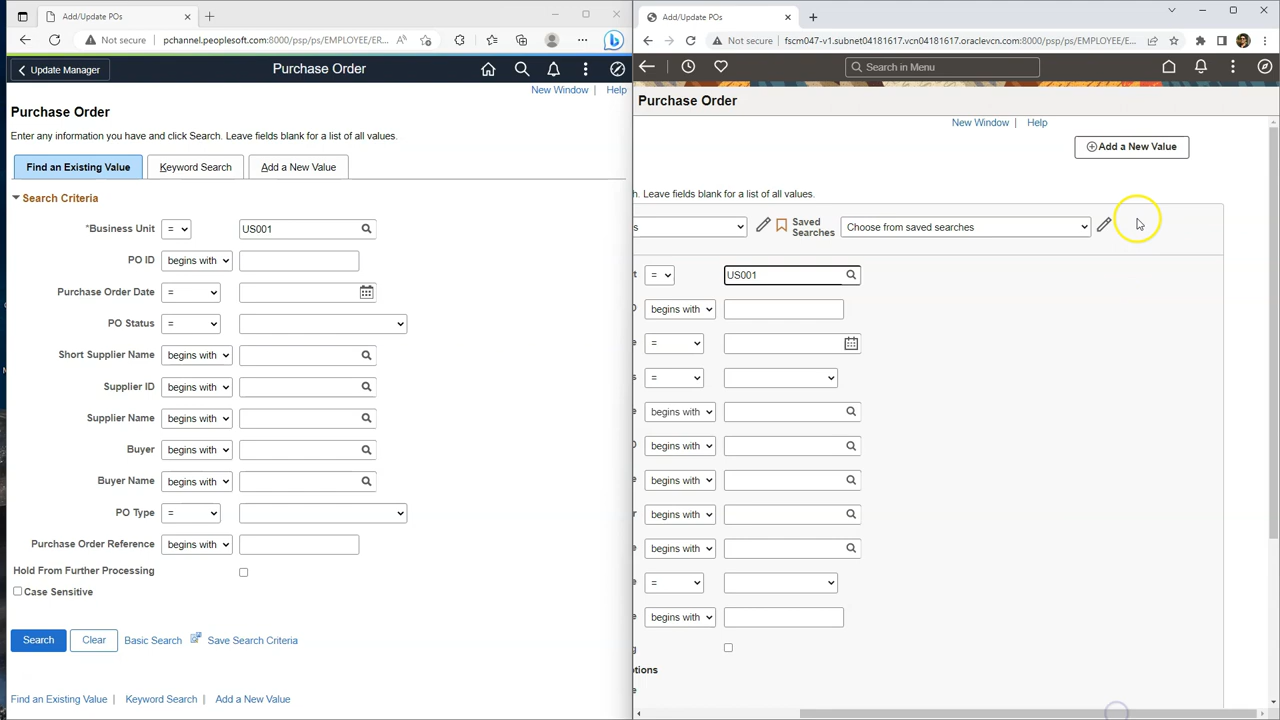 Add/Update POs
Not secure pchannel.peoplesoft.com:8000/psp/ps/EMPLOYEE/ER...
Update Manager
Purchase Order
New Window | Help
Purchase Order
Enter any information you have and click Search. Leave fields blank for a list of all values.
Find an Existing Value
Keyword Search
Add a New Value
Search Criteria
*Business Unit = US001
PO ID begins with
Purchase Order Date =
PO Status =
Short Supplier Name begins with
Supplier ID begins with
Supplier Name begins with
Buyer begins with
Buyer Name begins with
PO Type =
Purchase Order Reference begins with
Hold From Further Processing
Case Sensitive
Search Clear Basic Search Save Search Criteria
Find an Existing Value | Keyword Search | Add a New Value
Add/Update POs
Not secure fscm047-v1.subnet04181617.vcn04181617.oraclevcn.com:8000/psp/ps/EMPLOYEE/E...
Search in Menu
Purchase Order
New Window | Help
Add a New Value
h. Leave fields blank for a list of all values.
s
Saved
Searches
Choose from saved searches
t = US001
D begins with
e =
s =
e begins with
D begins with
e begins with
r begins with
e begins with
e =
e begins with
g
tions
e